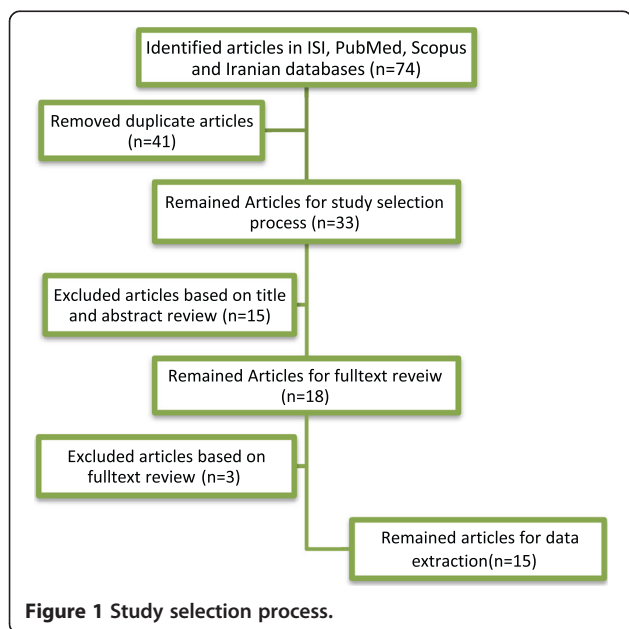 Identified articles in ISI, PubMed, Scopus
and Iranian databases (n=74)
Removed duplicate articles
(n=41)
Remained Articles for study selection
process (n=33)
Excluded articles based on title
and abstract review (n=15)
Remained Articles for fulltext reveiw
(n=18)
Excluded articles based on
fulltext review (n=3)
Remained articles for data
extraction(n=15)
Figure 1 Study selection process.